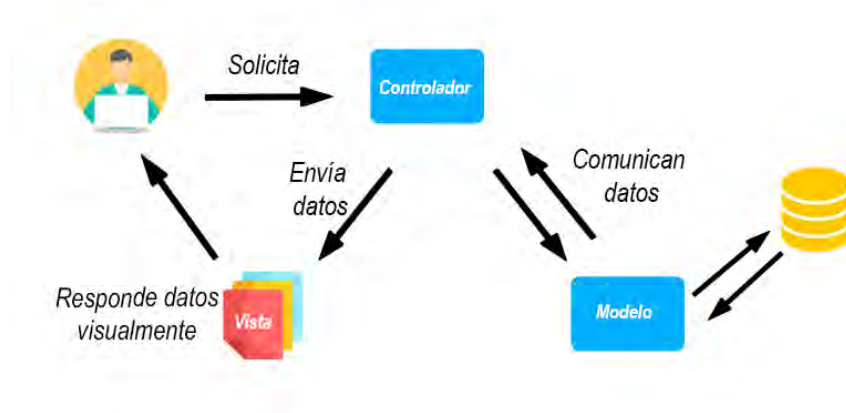 Solicita
Controlador
Envía
datos
Comunican
datos
Responde datos
visualmente
Vista
Modelo